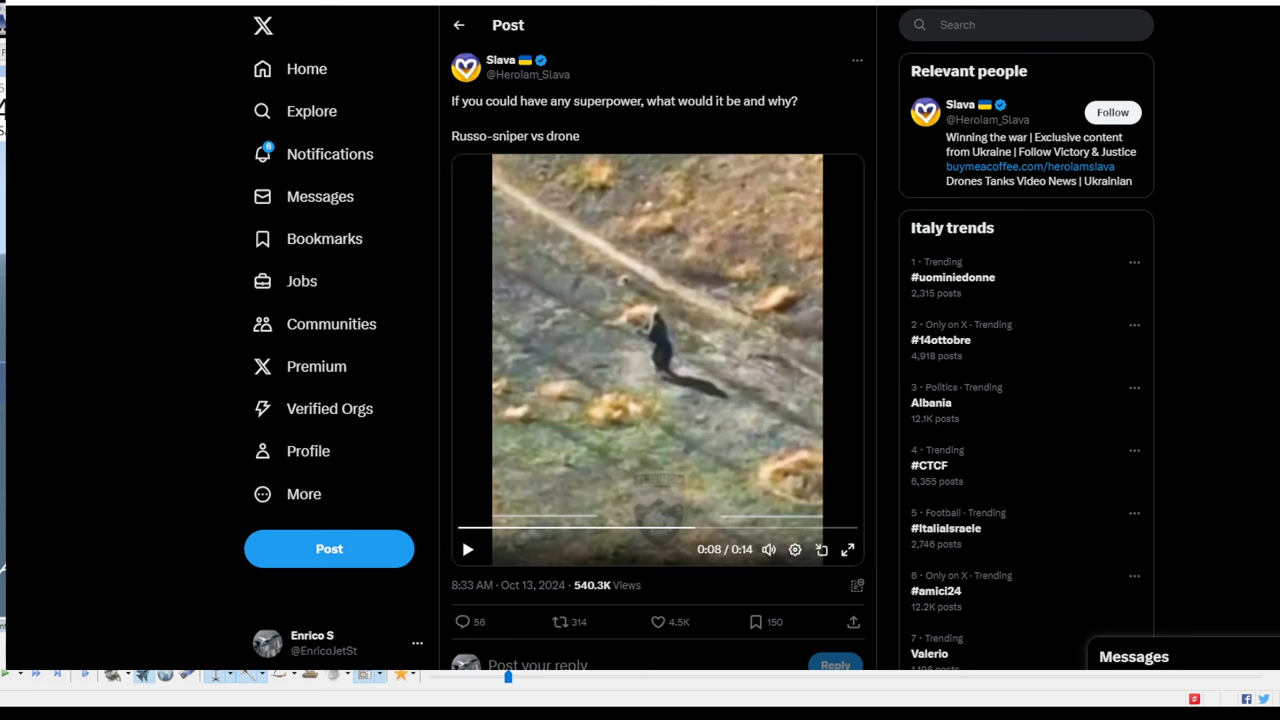 Home
Explore
6
Notifications
Messages
Bookmarks
Jobs
Communities
Premium
Verified Orgs
Profile
More
Post
Enrico S
@EnricoJetSt
Post
Slava
@HeroIam_Slava
If you could have any superpower, what would it be and why?
Russo-sniper vs drone
0:08 / 0:14
8:33 AM · Oct 13, 2024 · 540.3K Views
56
314
4.5K
150
Post your reply
Reply
Search
Relevant people
Slava
@HeroIam_Slava
Follow
Winning the war | Exclusive content
from Ukraine | Follow Victory & Justice
buymeacoffee.com/heroiamslava
Drones Tanks Video News | Ukrainian
Italy trends
1 · Trending
#uominiedonne
2,315 posts
2 · Only on X · Trending
#14ottobre
4,918 posts
3 · Politics · Trending
Albania
12.1K posts
4 · Trending
#CTCF
6,355 posts
5 · Football · Trending
#ItaliaIsraele
2,746 posts
6 · Only on X · Trending
#amici24
12.2K posts
7 · Trending
Valerio
Messages